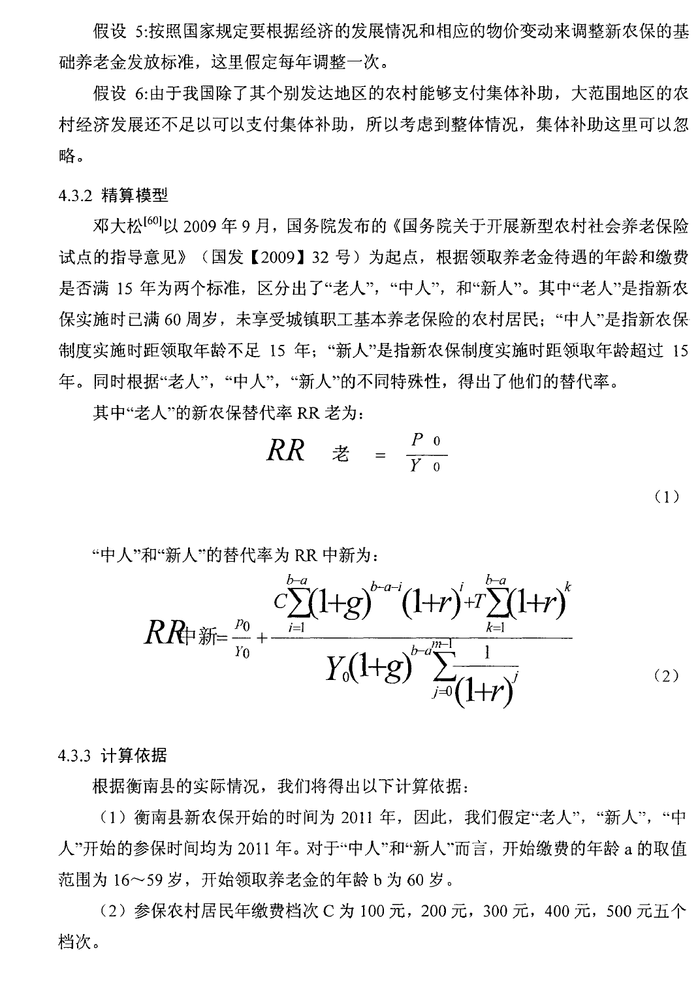 假设 5:按照国家规定要根据经济的发展情况和相应的物价变动来调整新农保的基
础养老金发放标准，这里假定每年调整一次。
假设 6:由于我国除了其个别发达地区的农村能够支付集体补助，大范围地区的农
村经济发展还不足以可以支付集体补助，所以考虑到整体情况，集体补助这里可以忽
略。
4.3.2 精算模型
邓大松[60]以 2009 年 9 月，国务院发布的《国务院关于开展新型农村社会养老保险
试点的指导意见》（国发【2009】32 号）为起点，根据领取养老金待遇的年龄和缴费
是否满 15 年为两个标准，区分出了“老人”，“中人”，和“新人”。其中“老人”是指新农
保实施时已满 60 周岁，未享受城镇职工基本养老保险的农村居民；“中人”是指新农保
制度实施时距领取年龄不足 15 年；“新人”是指新农保制度实施时距领取年龄超过 15
年。同时根据“老人”，“中人”，“新人”的不同特殊性，得出了他们的替代率。
其中“老人”的新农保替代率 RR 老为：
RR 老 = \frac{P_0}{Y_0}
（1）
“中人”和“新人”的替代率为 RR 中新为：
RR中新= \frac{P_0}{Y_0} + \frac{C\sum_{i=1}^{b-a}(1+g)^{b-a-i}(1+r)^i+T\sum_{k=1}^{b-a}(1+r)^k}{Y_0(1+g)^{b-a}\sum_{j=0}^{m-1}\frac{1}{(1+r)^j}} （2）
4.3.3 计算依据
根据衡南县的实际情况，我们将得出以下计算依据：
（1）衡南县新农保开始的时间为 2011 年，因此，我们假定“老人”，“新人”，“中
人”开始的参保时间均为 2011 年。对于“中人”和“新人”而言，开始缴费的年龄 a 的取值
范围为 16～59 岁，开始领取养老金的年龄 b 为 60 岁。
（2）参保农村居民年缴费档次 C 为 100 元，200 元，300 元，400 元，500 元五个
档次。